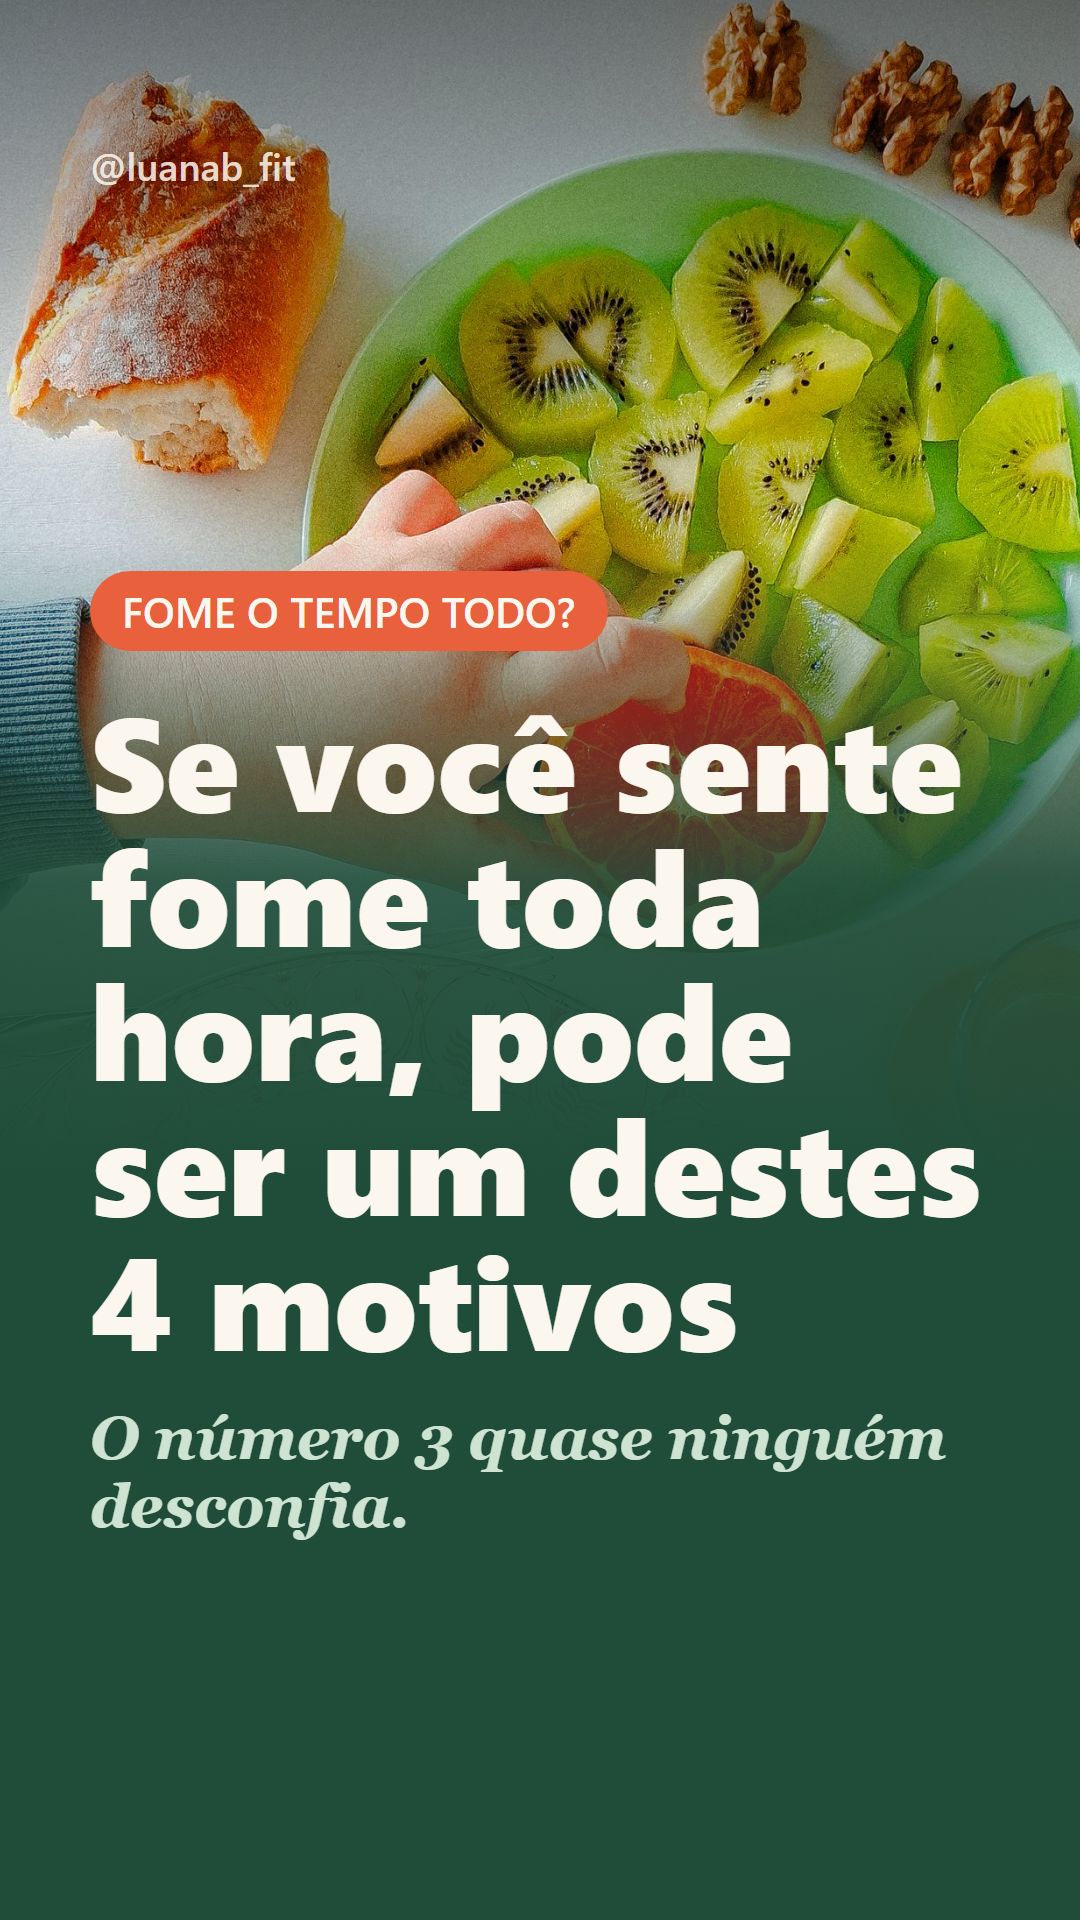 @luanab_fit
FOME O TEMPO TODO?
Se você sente
fome toda
hora, pode
ser um destes
4 motivos
O número 3 quase ninguém
desconfia.